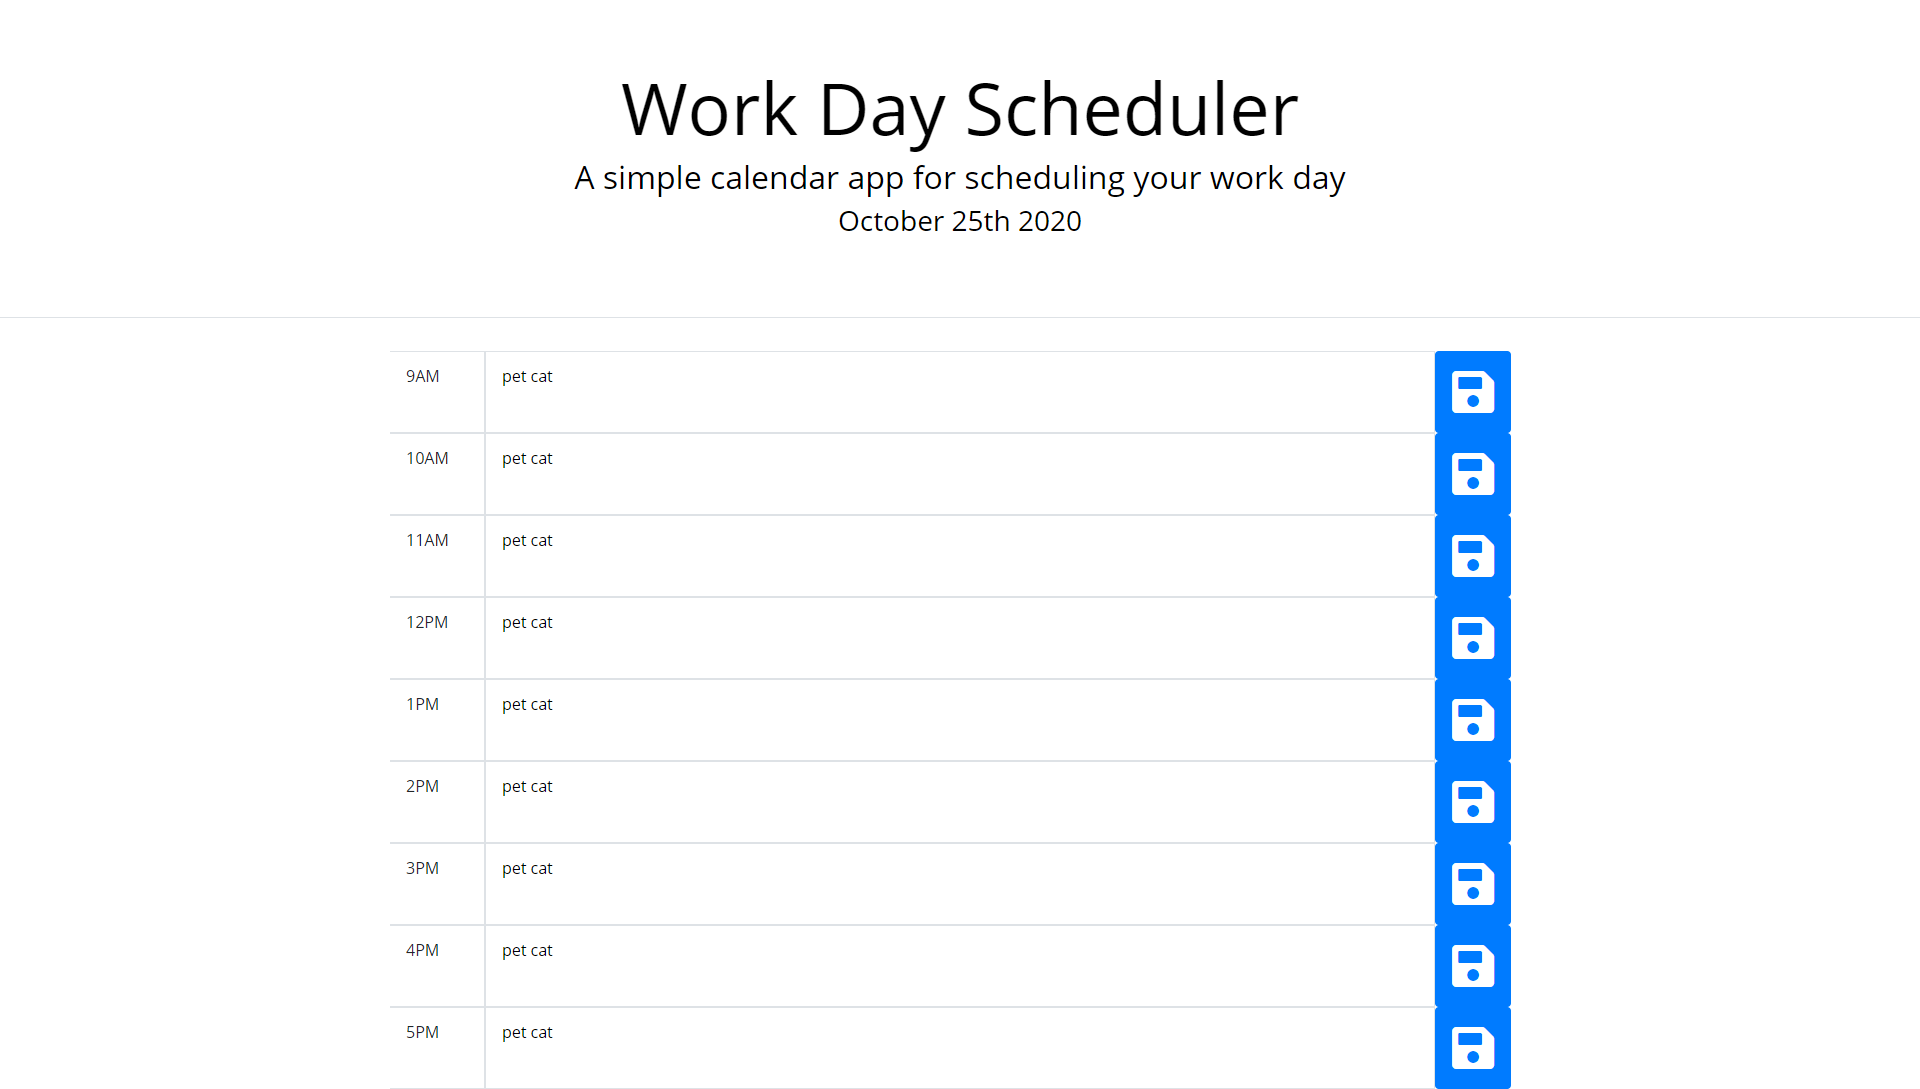 Work Day Scheduler
A simple calendar app for scheduling your work day
October 25th 2020
9AM pet cat
10AM pet cat
11AM pet cat
12PM pet cat
1PM pet cat
2PM pet cat
3PM pet cat
4PM pet cat
5PM pet cat